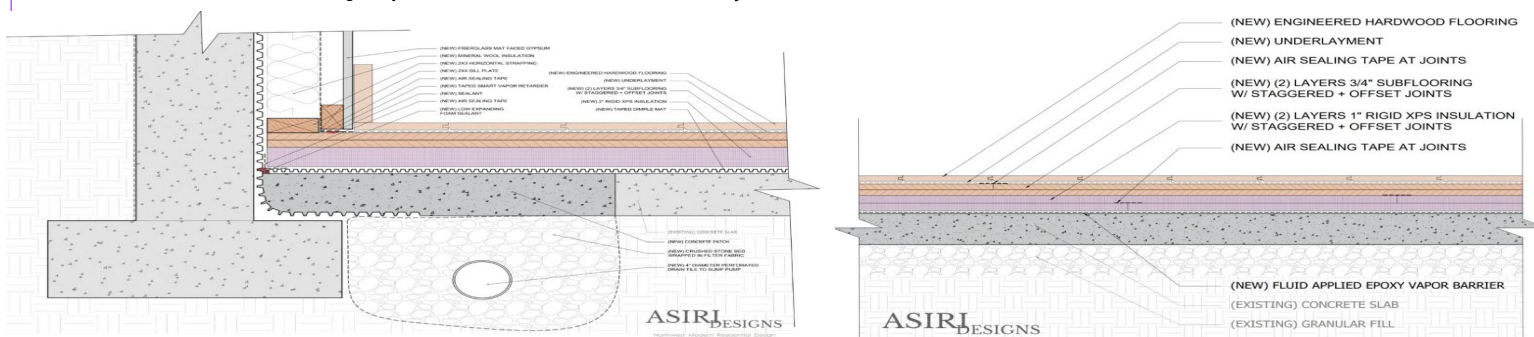 (NEW) FIBERGLASS MAT FACED GYPSUM
(NEW) MINERAL WOOL INSULATION
(NEW) 2X3 HORIZONTAL STRAPPING
(NEW) 2X4 SILL PLATE
(NEW) AIR SEALING TAPE
(NEW) TAPED SMART VAPOR RETARDER
(NEW) SEALANT
(NEW) AIR SEALING TAPE
(NEW) LOW EXPANDING
FOAM SEALANT
(NEW) ENGINEERED HARDWOOD FLOORING
(NEW) UNDERLAYMENT
(NEW) (2) LAYERS 3/4" SUBFLOORING
W/ STAGGERED + OFFSET JOINTS
(NEW) 2" RIGID XPS INSULATION
(NEW) TAPED DIMPLE MAT
(EXISTING) CONCRETE SLAB
(NEW) CONCRETE PATCH
(NEW) CRUSHED STONE BED
WRAPPED IN FILTER FABRIC
(NEW) 4" DIAMETER PERFORATED
DRAIN TILE TO SUMP PUMP
ASIRI DESIGNS
Northwest Modern Residential Design
(NEW) ENGINEERED HARDWOOD FLOORING
(NEW) UNDERLAYMENT
(NEW) AIR SEALING TAPE AT JOINTS
(NEW) (2) LAYERS 3/4" SUBFLOORING
W/ STAGGERED + OFFSET JOINTS
(NEW) (2) LAYERS 1" RIGID XPS INSULATION
W/ STAGGERED + OFFSET JOINTS
(NEW) AIR SEALING TAPE AT JOINTS
(NEW) FLUID APPLIED EPOXY VAPOR BARRIER
(EXISTING) CONCRETE SLAB
(EXISTING) GRANULAR FILL
ASIRI DESIGNS